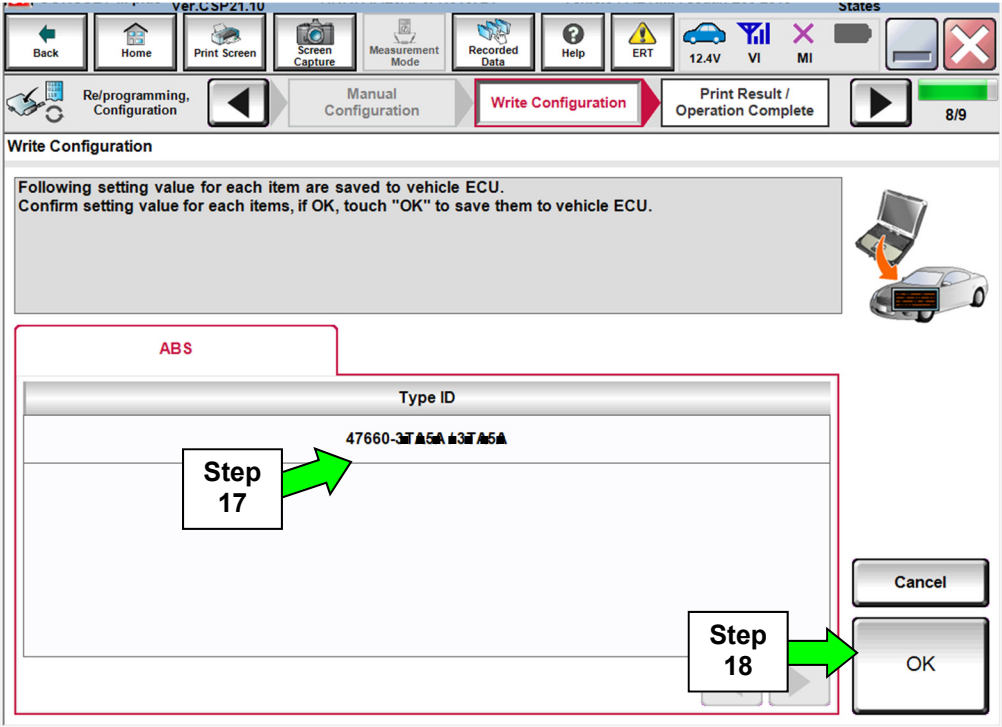 Ver.CSP21.10
States
Back
Home
Print Screen
Screen
Capture
Measurement
Mode
Recorded
Data
Help
ERT
12.4V
VI
MI
Re/programming,
Configuration
Manual
Configuration
Write Configuration
Print Result /
Operation Complete
8/9
Write Configuration
Following setting value for each item are saved to vehicle ECU.
Confirm setting value for each items, if OK, touch "OK" to save them to vehicle ECU.
ABS
Type ID
47660-
Step
17
Cancel
Step
18
OK